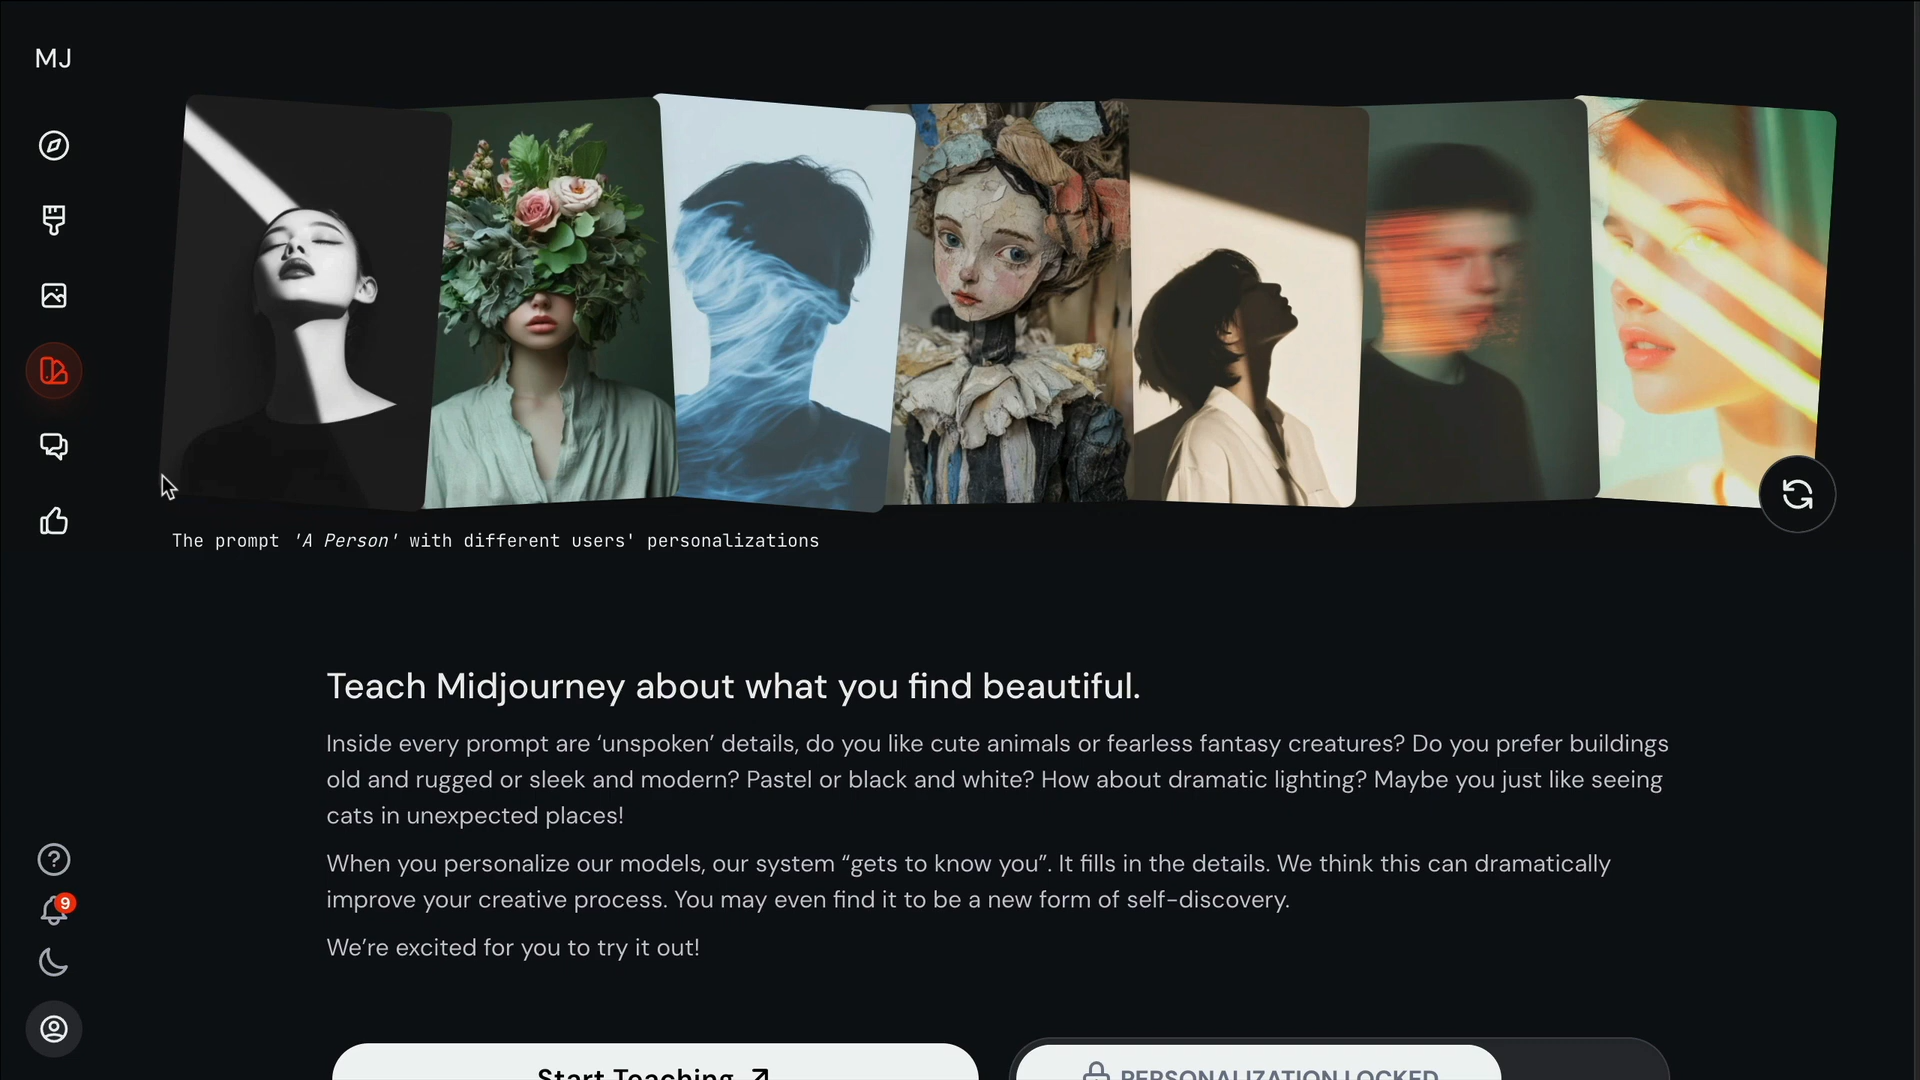 MJ
The prompt 'A Person' with different users' personalizations
Teach Midjourney about what you find beautiful.
Inside every prompt are ‘unspoken’ details, do you like cute animals or fearless fantasy creatures? Do you prefer buildings
old and rugged or sleek and modern? Pastel or black and white? How about dramatic lighting? Maybe you just like seeing
cats in unexpected places!
When you personalize our models, our system “gets to know you”. It fills in the details. We think this can dramatically
improve your creative process. You may even find it to be a new form of self-discovery.
We’re excited for you to try it out!
9
Start Teaching
PERSONALIZATION LOCKED